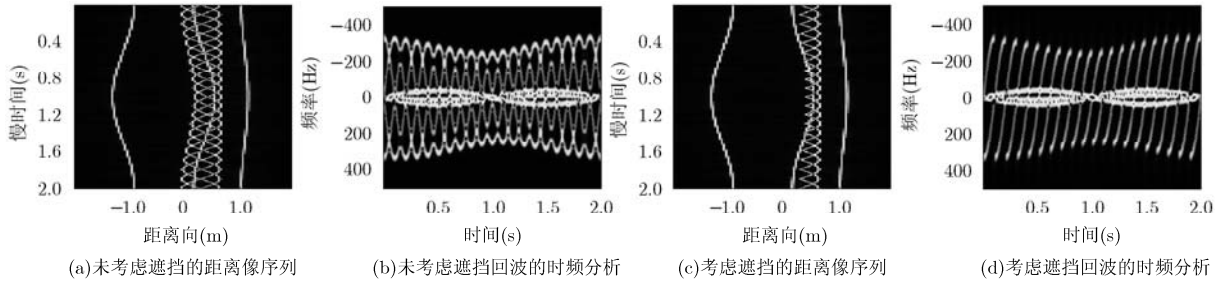 慢时间(s)
0.4
0.8
1.2
1.6
2.0
−1.0 0 1.0
距离向(m)
(a)未考虑遮挡的距离像序列
频率(Hz)
−400
−200
0
200
400
0.5 1.0 1.5 2.0
时间(s)
(b)未考虑遮挡回波的时频分析
慢时间(s)
0.4
0.8
1.2
1.6
2.0
−1.0 0 1.0
距离向(m)
(c)考虑遮挡的距离像序列
频率(Hz)
−400
−200
0
200
400
0.5 1.0 1.5 2.0
时间(s)
(d)考虑遮挡回波的时频分析